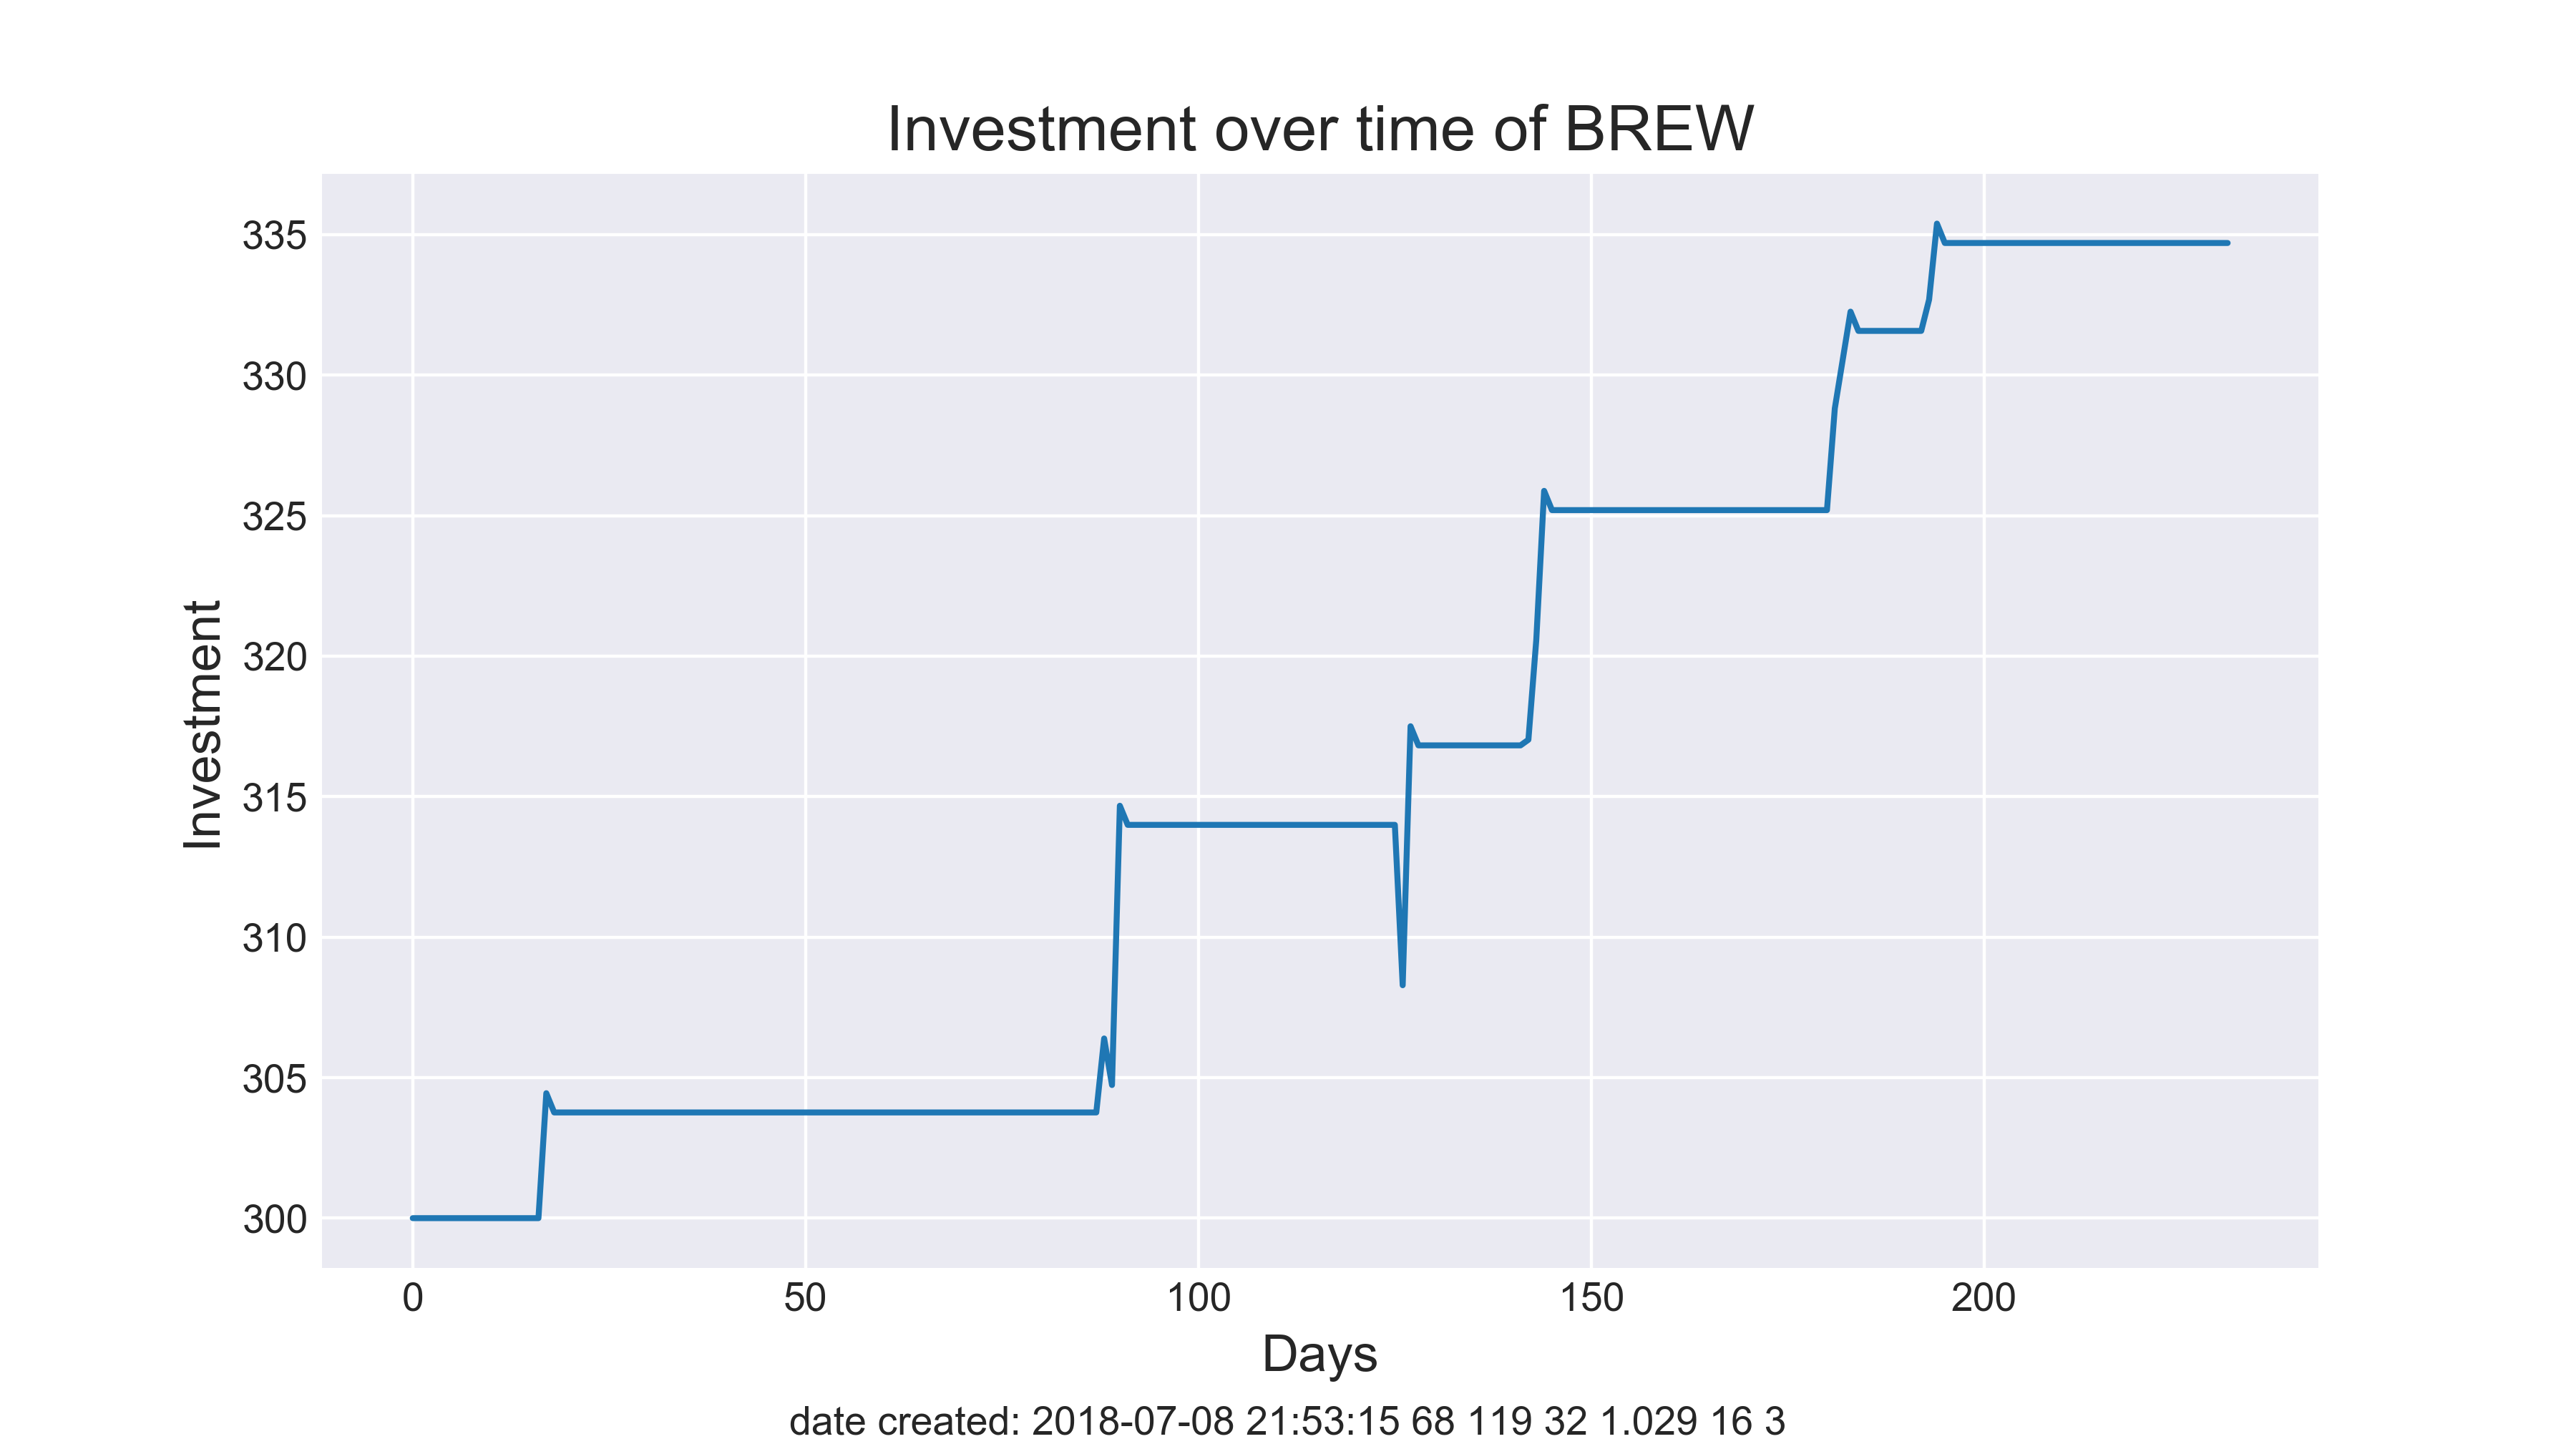 Investment over time of BREW
335
330
325
320
315
310
305
300
Investment
0 50 100 150 200
Days
date created: 2018-07-08 21:53:15 68 119 32 1.029 16 3